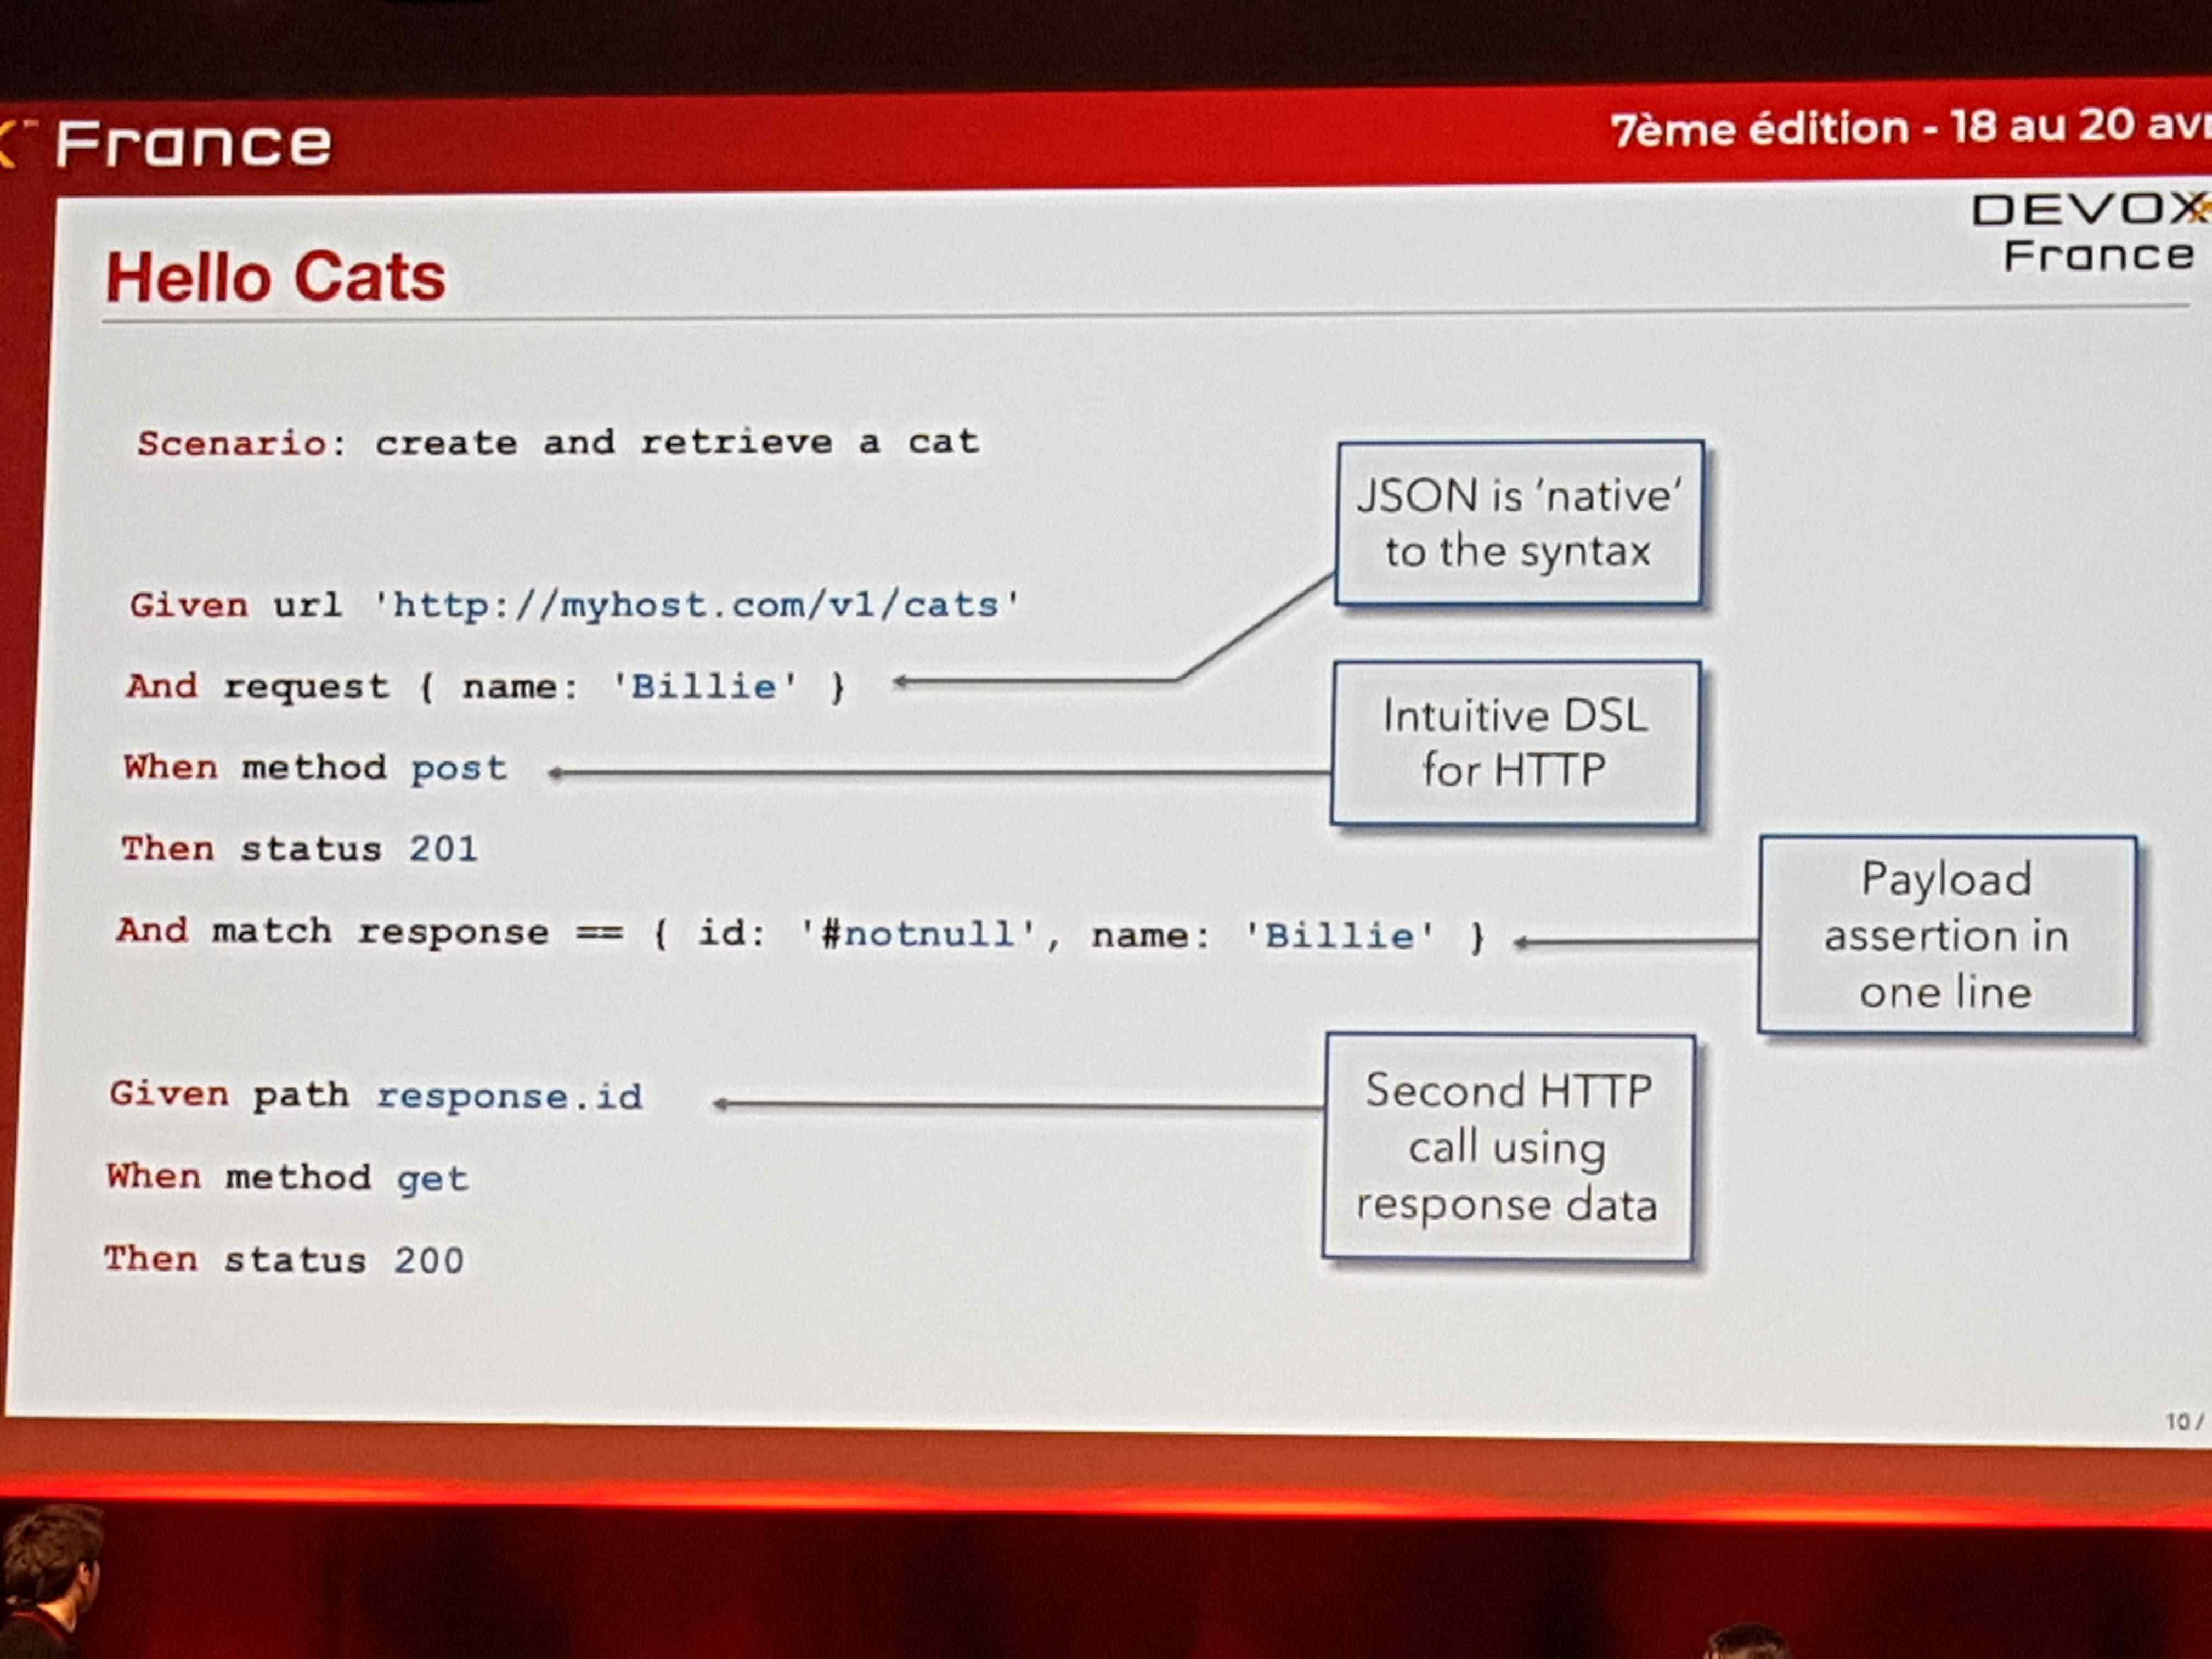 France
7ème édition - 18 au 20
DEVOX
France
Hello Cats
Scenario: create and retrieve a cat
Given url 'http://myhost.com/v1/cats'
And request { name: 'Billie' }
When method post
Then status 201
And match response == { id: '#notnull', name: 'Billie' }
Given path response.id
When method get
Then status 200
JSON is ‘native‘
to the syntax
Intuitive DSL
for HTTP
Payload
assertion in
one line
Second HTTP
call using
response data
10 /